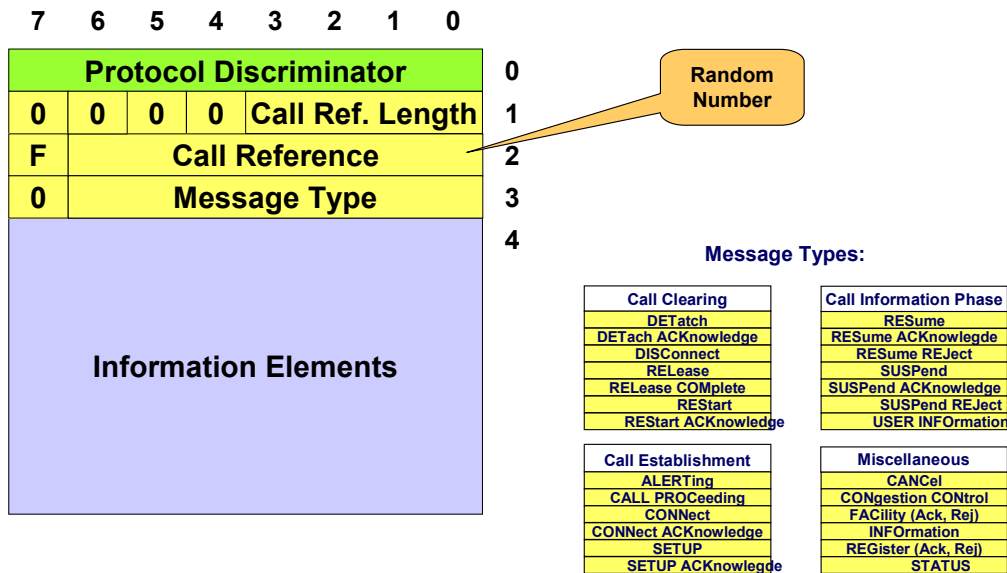 7 6 5 4 3 2 1 0
Protocol Discriminator 0
0 0 0 0 Call Ref. Length 1
F Call Reference 2
0 Message Type 3
4
Information Elements
Random
Number
Message Types:
Call Clearing
DETatch
DETach ACKnowledge
DISConnect
RELease
RELease COMplete
REStart
REStart ACKnowledge
Call Information Phase
RESume
RESume ACKnowlegde
RESume REJect
SUSPend
SUSPend ACKnowledge
SUSPend REJect
USER INFOrmation
Call Establishment
ALERTing
CALL PROCeeding
CONNect
CONNect ACKnowledge
SETUP
SETUP ACKnowlegde
Miscellaneous
CANCel
CONgestion CONtrol
FACility (Ack, Rej)
INFOrmation
REGister (Ack, Rej)
STATUS